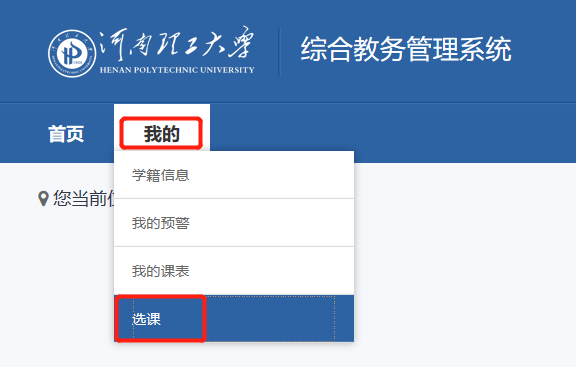 河南理工大学
HENAN POLYTECHNIC UNIVERSITY
综合教务管理系统
首页
我的
学籍信息
您当前位
我的预警
我的课表
选课